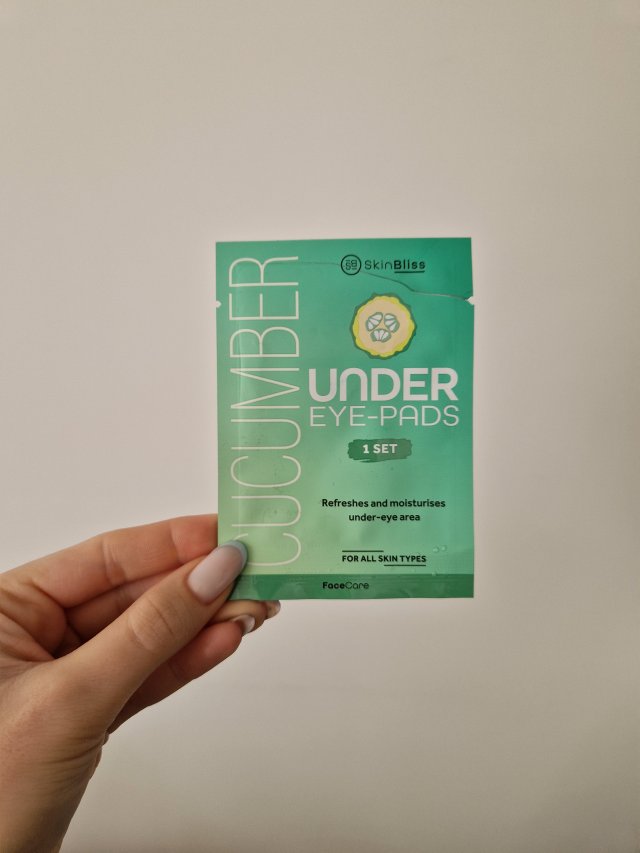 SkinBliss
CUCUMBER
UNDER
EYE-PADS
1 SET
Refreshes and moisturises
under-eye area
FOR ALL SKIN TYPES
FaceCare